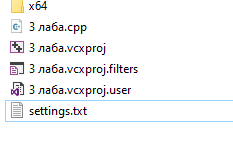 x64
3 лаба.cpp
3 лаба.vcxproj
3 лаба.vcxproj.filters
3 лаба.vcxproj.user
settings.txt